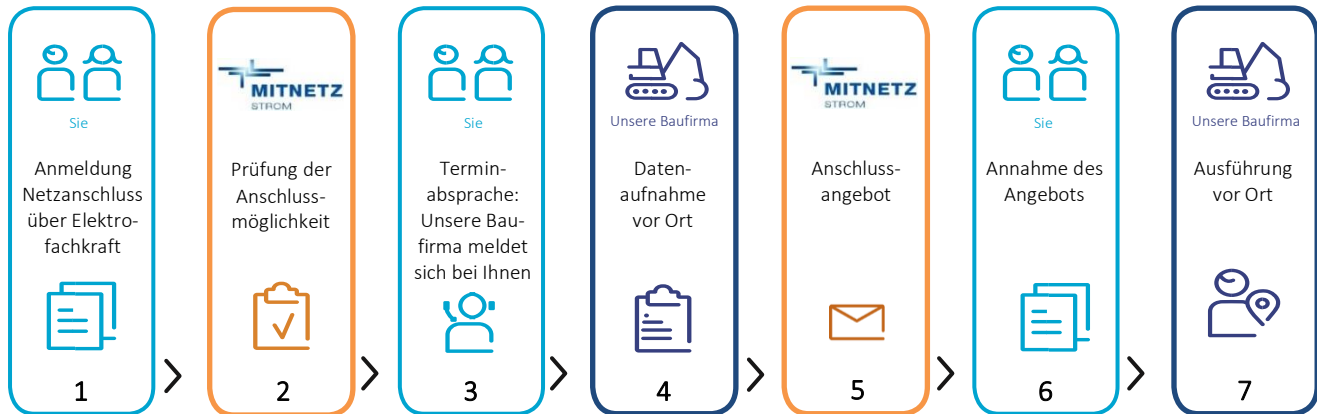 Sie
Anmeldung
Netzanschluss
über Elektro-
fachkraft
1
MITNETZ
STROM
Prüfung der
Anschluss-
möglichkeit
2
Sie
Termin-
absprache:
Unsere Bau-
firma meldet
sich bei Ihnen
3
Unsere Baufirma
Daten-
aufnahme
vor Ort
4
MITNETZ
STROM
Anschluss-
angebot
5
Sie
Annahme des
Angebots
6
Unsere Baufirma
Ausführung
vor Ort
7